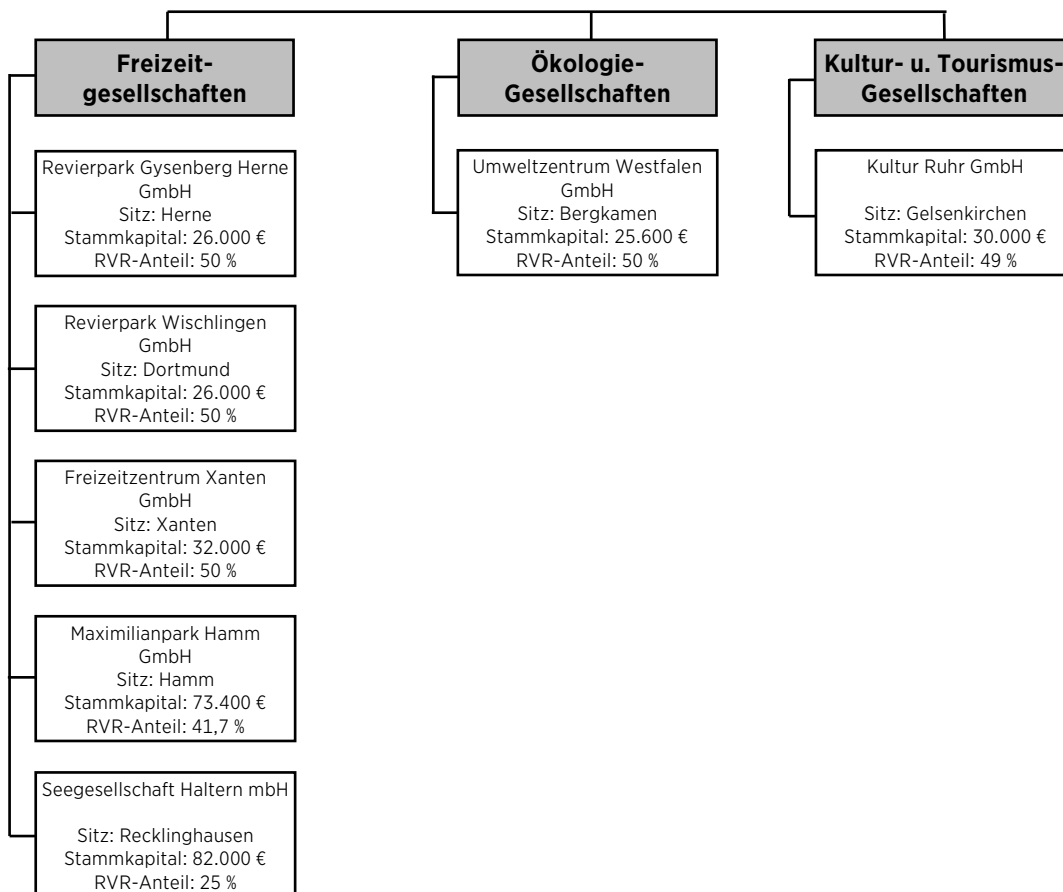 Freizeit-
gesellschaften
Revierpark Gysenberg Herne
GmbH
Sitz: Herne
Stammkapital: 26.000 €
RVR-Anteil: 50 %
Revierpark Wischlingen
GmbH
Sitz: Dortmund
Stammkapital: 26.000 €
RVR-Anteil: 50 %
Freizeitzentrum Xanten
GmbH
Sitz: Xanten
Stammkapital: 32.000 €
RVR-Anteil: 50 %
Maximilianpark Hamm
GmbH
Sitz: Hamm
Stammkapital: 73.400 €
RVR-Anteil: 41,7 %
Seegesellschaft Haltern mbH
Sitz: Recklinghausen
Stammkapital: 82.000 €
RVR-Anteil: 25 %
Ökologie-
Gesellschaften
Umweltzentrum Westfalen
GmbH
Sitz: Bergkamen
Stammkapital: 25.600 €
RVR-Anteil: 50 %
Kultur- u. Tourismus-
Gesellschaften
Kultur Ruhr GmbH
Sitz: Gelsenkirchen
Stammkapital: 30.000 €
RVR-Anteil: 49 %